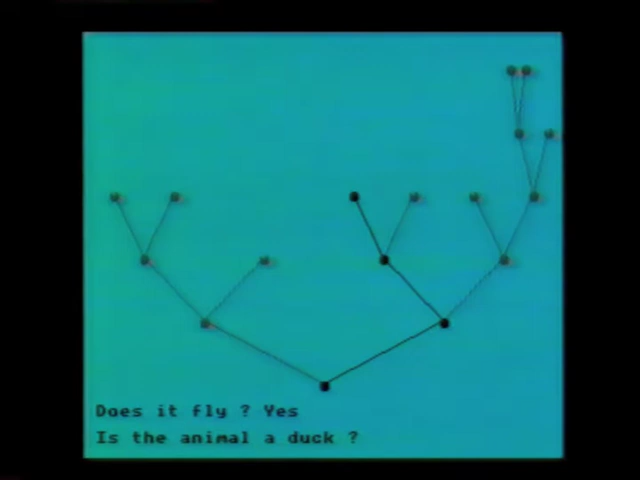 Does it fly ? Yes
Is the animal a duck ?